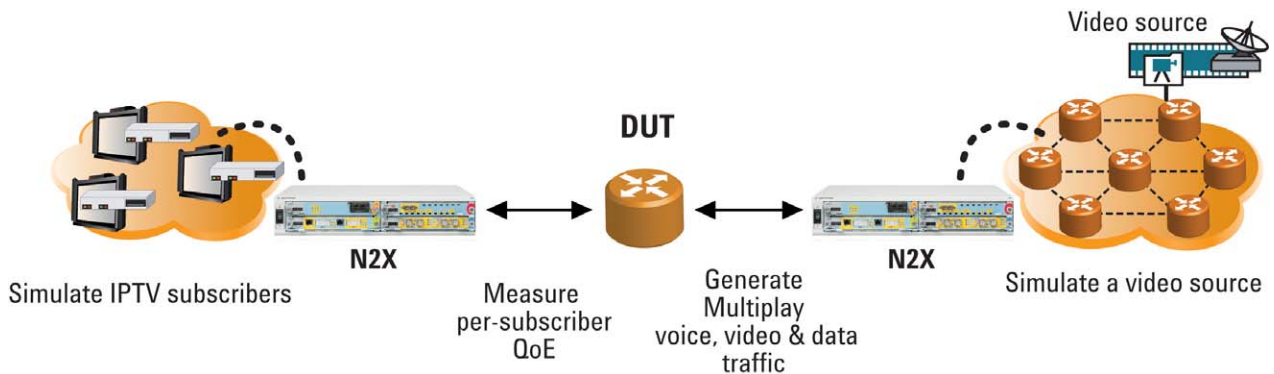 Video source
DUT
N2X
N2X
Simulate IPTV subscribers
Measure
per-subscriber
QoE
Generate
Multiplay
voice, video & data
traffic
Simulate a video source